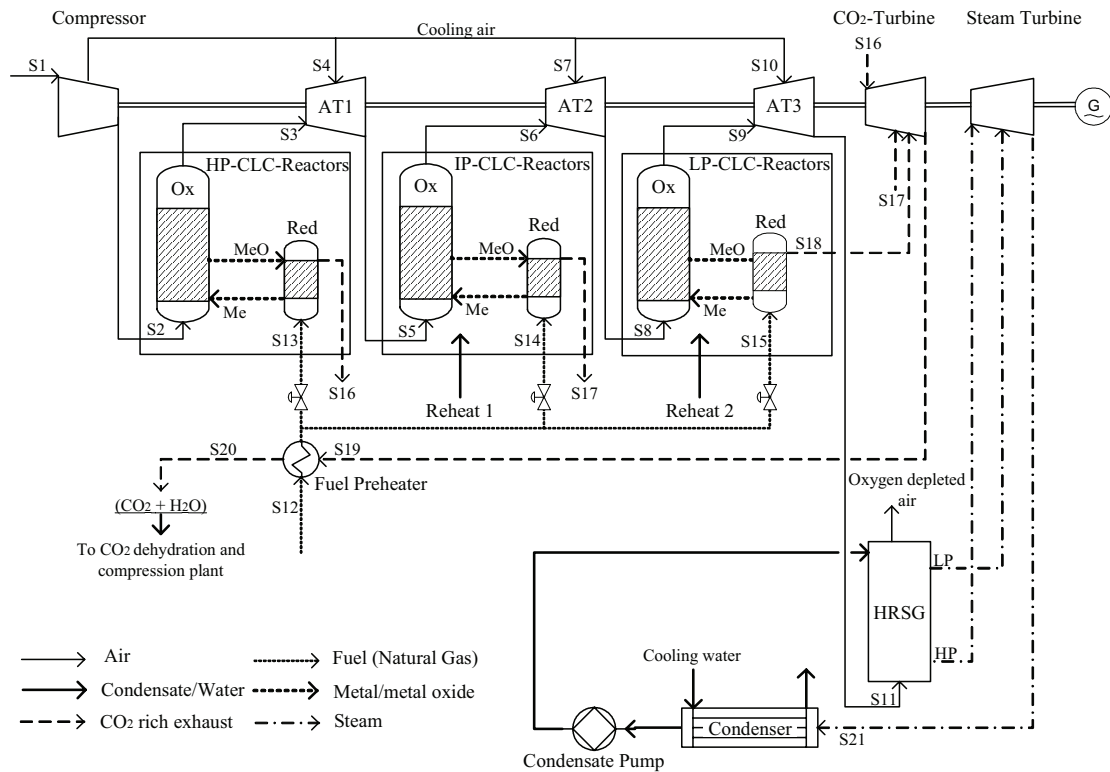 Compressor
CO2-Turbine
Steam Turbine
Cooling air
S16
S1
S4
S7
S10
AT1
AT2
AT3
G
S3
S6
S9
HP-CLC-Reactors
IP-CLC-Reactors
LP-CLC-Reactors
Ox
Ox
Ox
S17
Red
Red
Red
MeO
MeO
MeO
S18
Me
Me
Me
S2
S13
S5
S14
S8
S15
S16
Reheat 1
S17
Reheat 2
S20
S19
Fuel Preheater
S12
(CO2 + H2O)
To CO2 dehydration and
compression plant
Oxygen depleted
air
LP
HRSG
HP
S11
Air
Fuel (Natural Gas)
Condensate/Water
Metal/metal oxide
CO2 rich exhaust
Steam
Cooling water
Condenser
S21
Condensate Pump